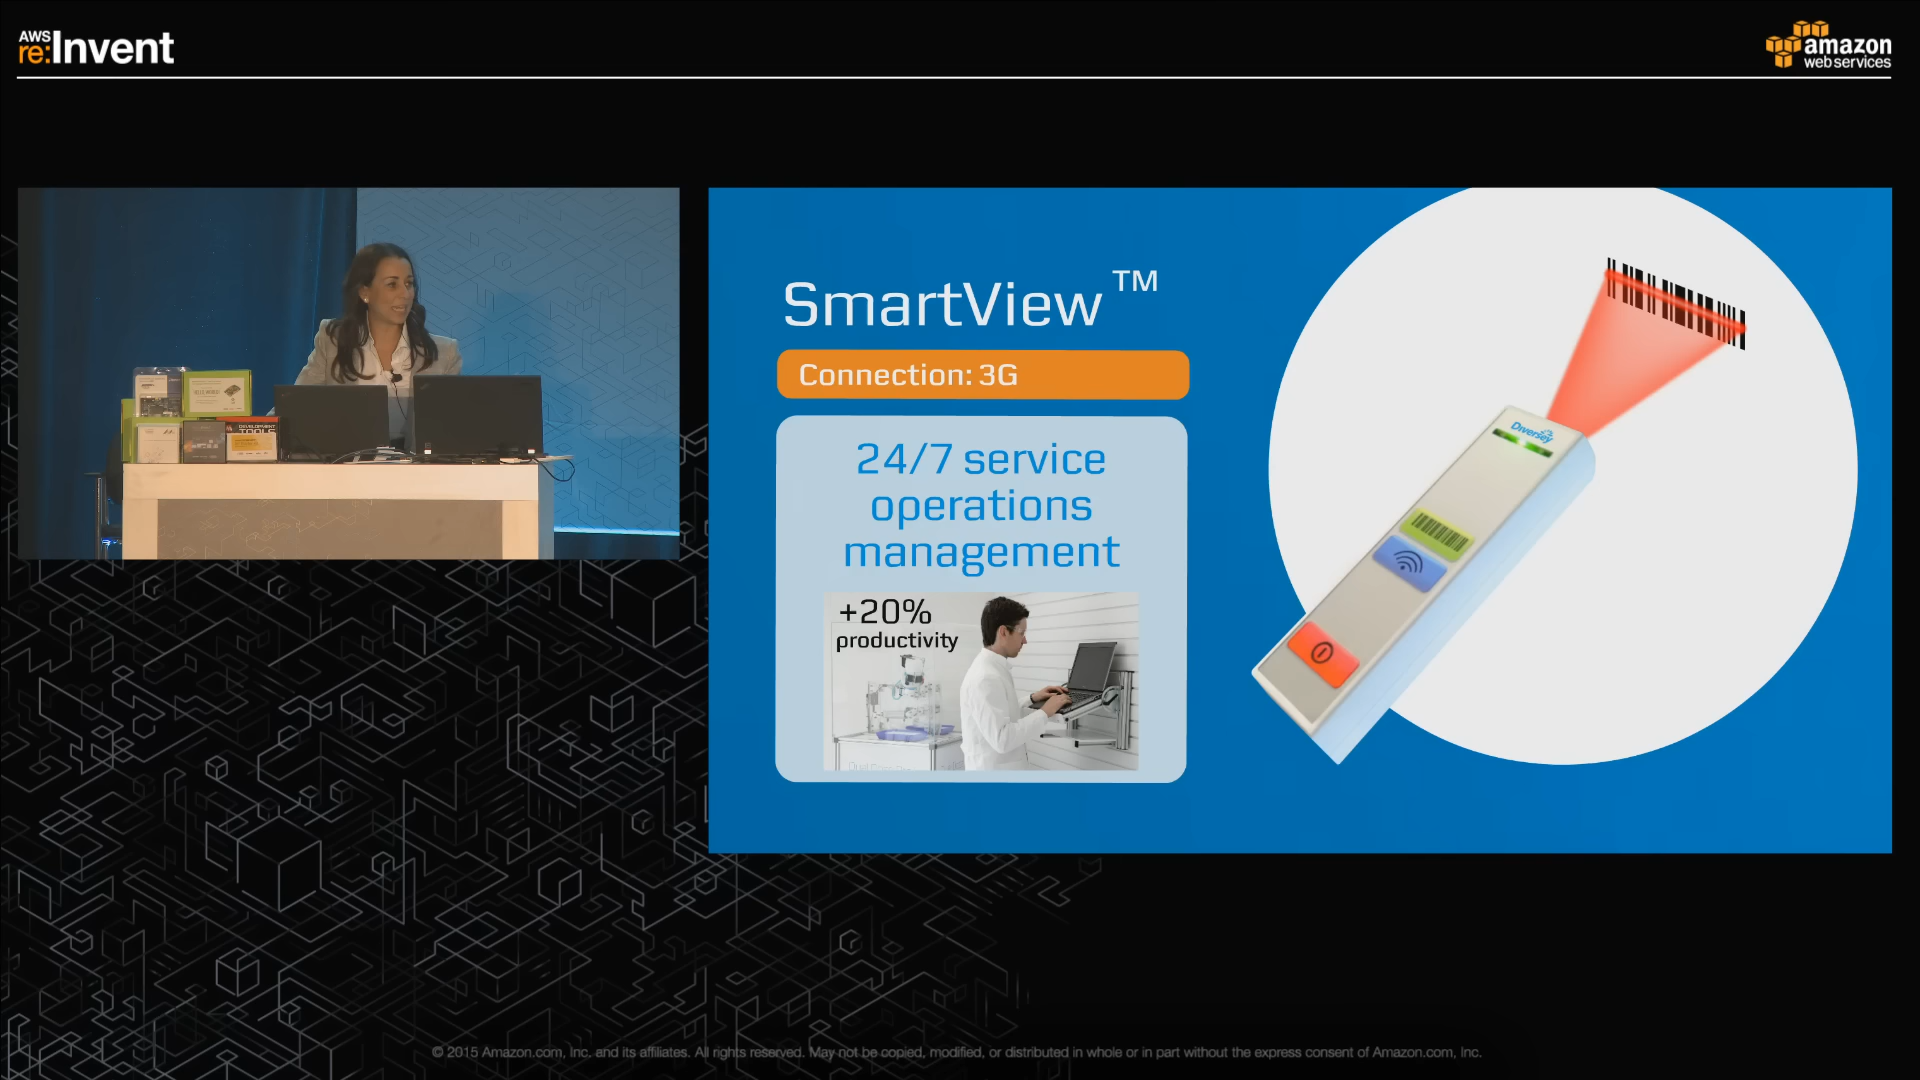 AWS
re:Invent
amazon
web services
DEVELOPMENT
TOOLS
SmartView™
Connection: 3G
24/7 service
operations
management
+20%
productivity
Diversey
© 2015 Amazon.com, Inc. and its affiliates. All rights reserved. May not be copied, modified, or distributed in whole or in part without the express consent of Amazon.com, Inc.